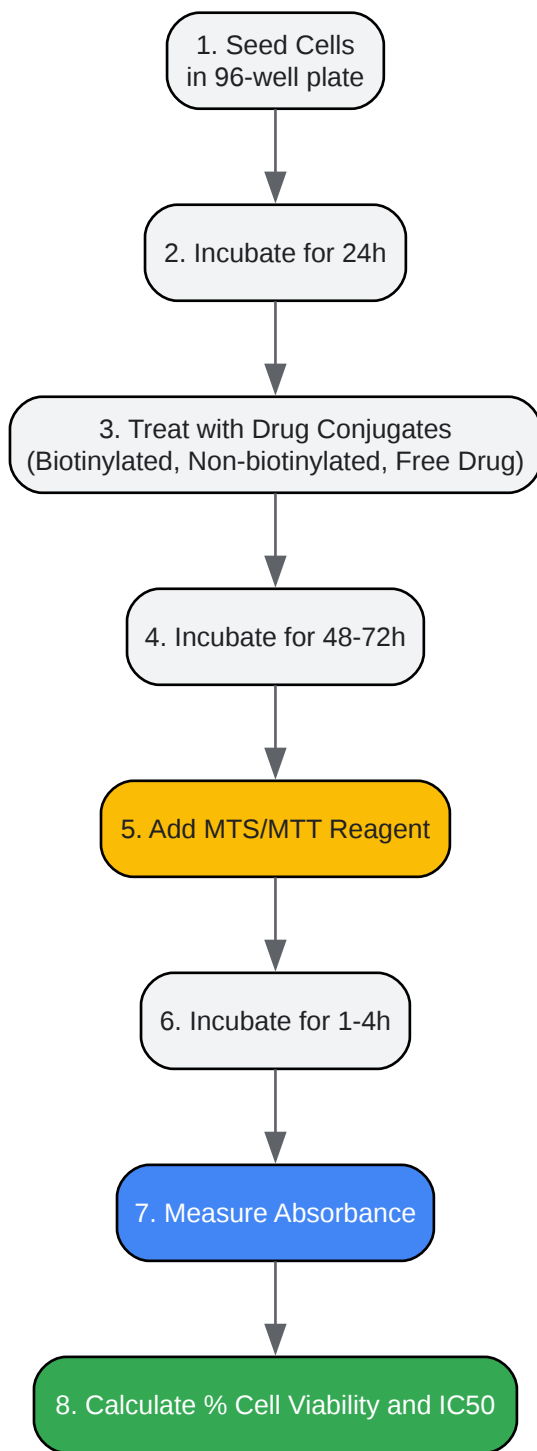 1. Seed Cells
in 96-well plate
2. Incubate for 24h
3. Treat with Drug Conjugates
(Biotinylated, Non-biotinylated, Free Drug)
4. Incubate for 48-72h
5. Add MTS/MTT Reagent
6. Incubate for 1-4h
7. Measure Absorbance
8. Calculate % Cell Viability and IC50